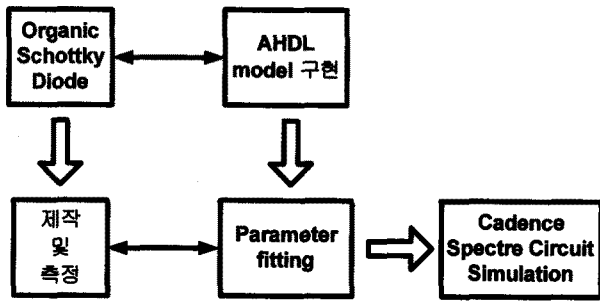 Organic
Schottky
Diode
AHDL
model 구현
제작
및
측정
Parameter
fitting
Cadence
Spectre Circuit
Simulation